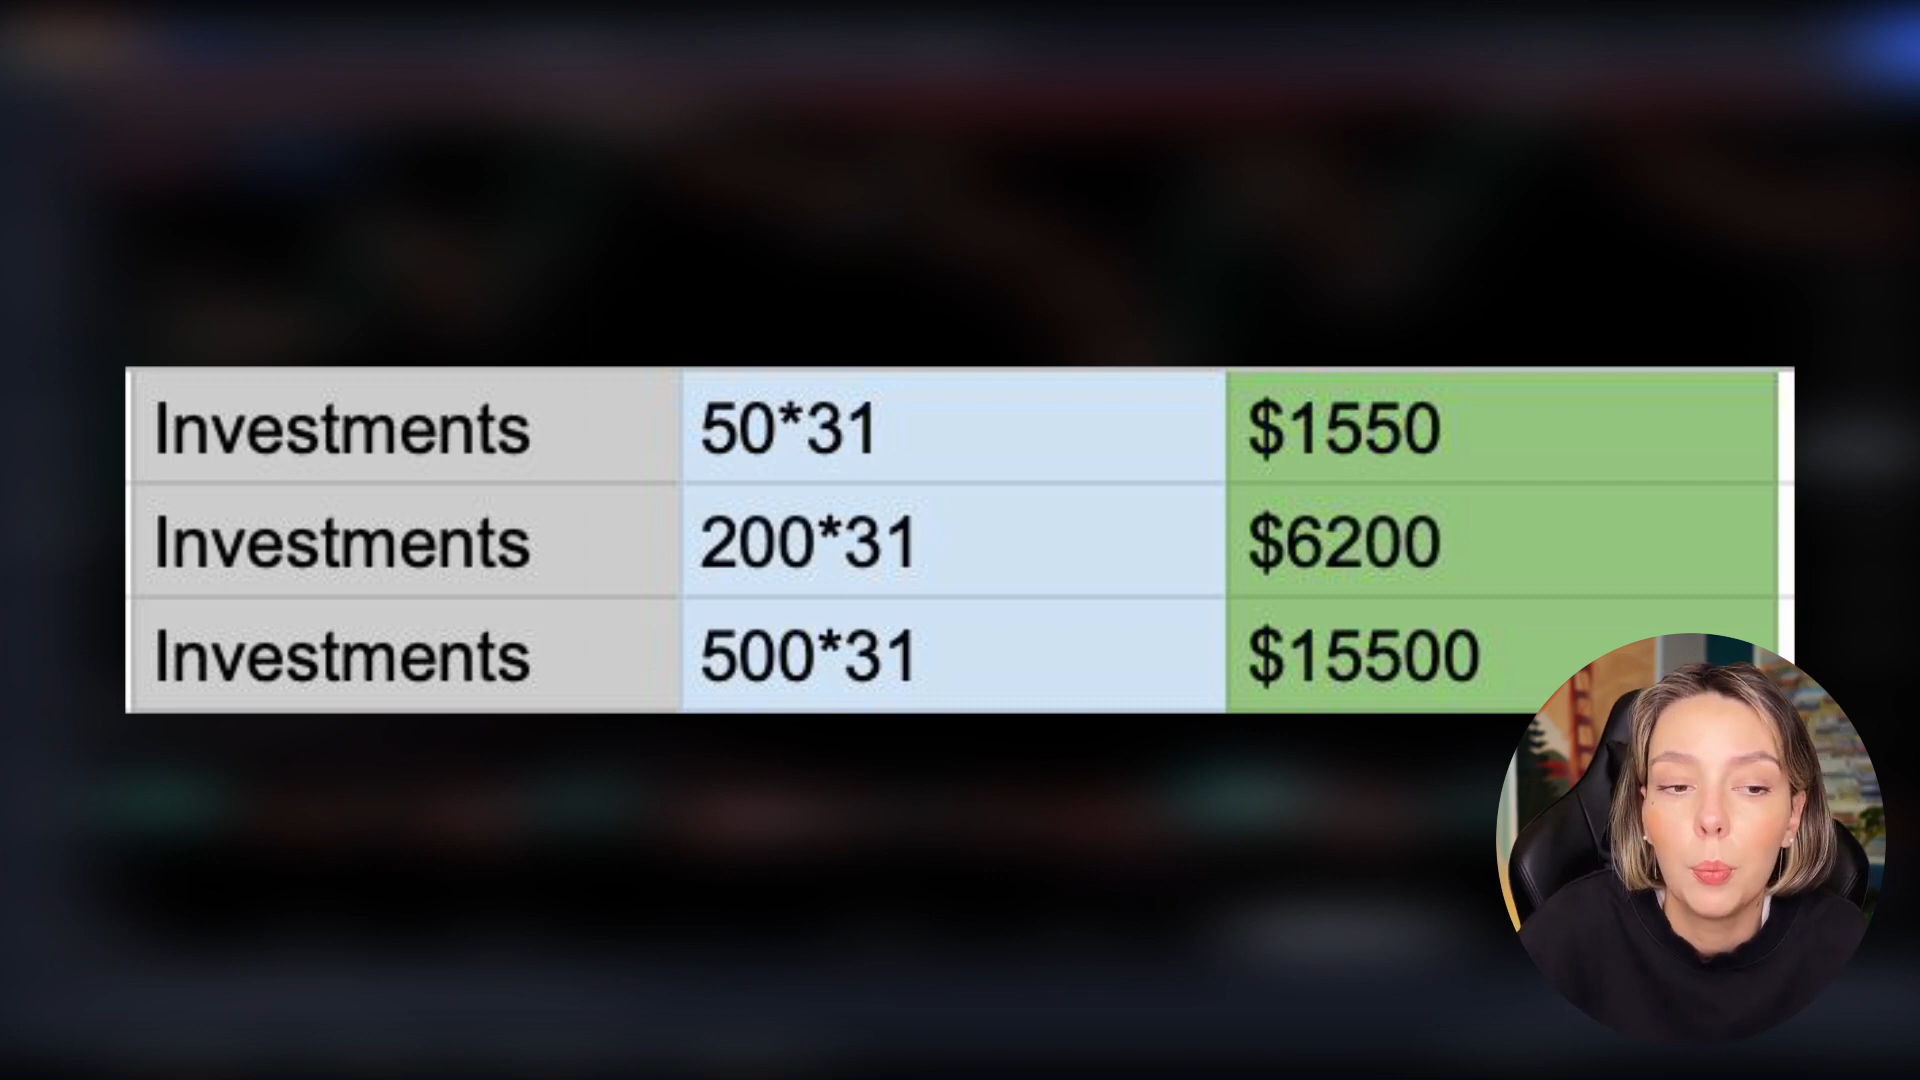 Investments 50*31 $1550
Investments 200*31 $6200
Investments 500*31 $15500